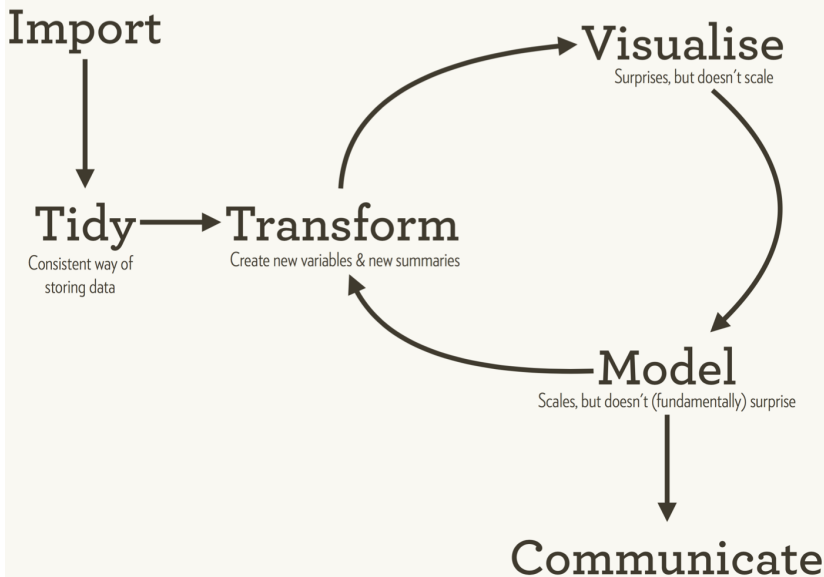 Import
Visualise
Surprises, but doesn't scale
Tidy
Consistent way of
storing data
Transform
Create new variables & new summaries
Model
Scales, but doesn't (fundamentally) surprise
Communicate